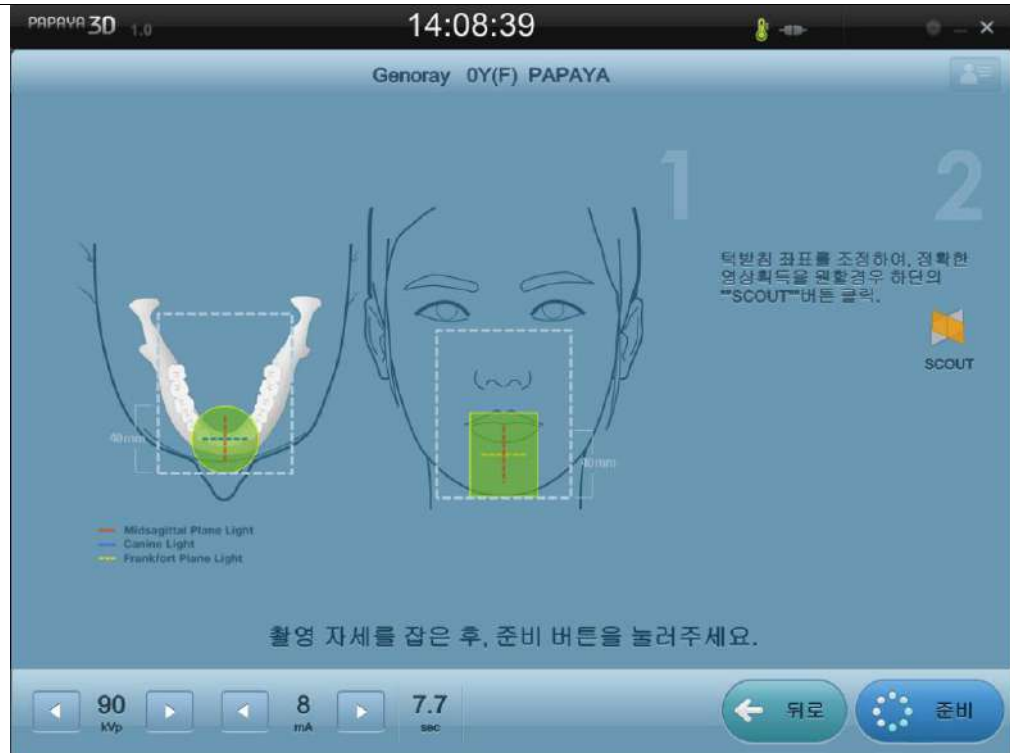 PAPAYA 3D 1.0
14:08:39
Genoray 0Y(F) PAPAYA
1
2
턱받침 좌표를 조정하여, 정확한
영상획득을 원할경우 하단의
""SCOUT""버튼 클릭.
SCOUT
40mm
40mm
Midsagittal Plane Light
Canine Light
Frankfort Plane Light
촬영 자세를 잡은 후, 준비 버튼을 눌러주세요.
90 8 7.7
kVp mA sec
뒤로
준비